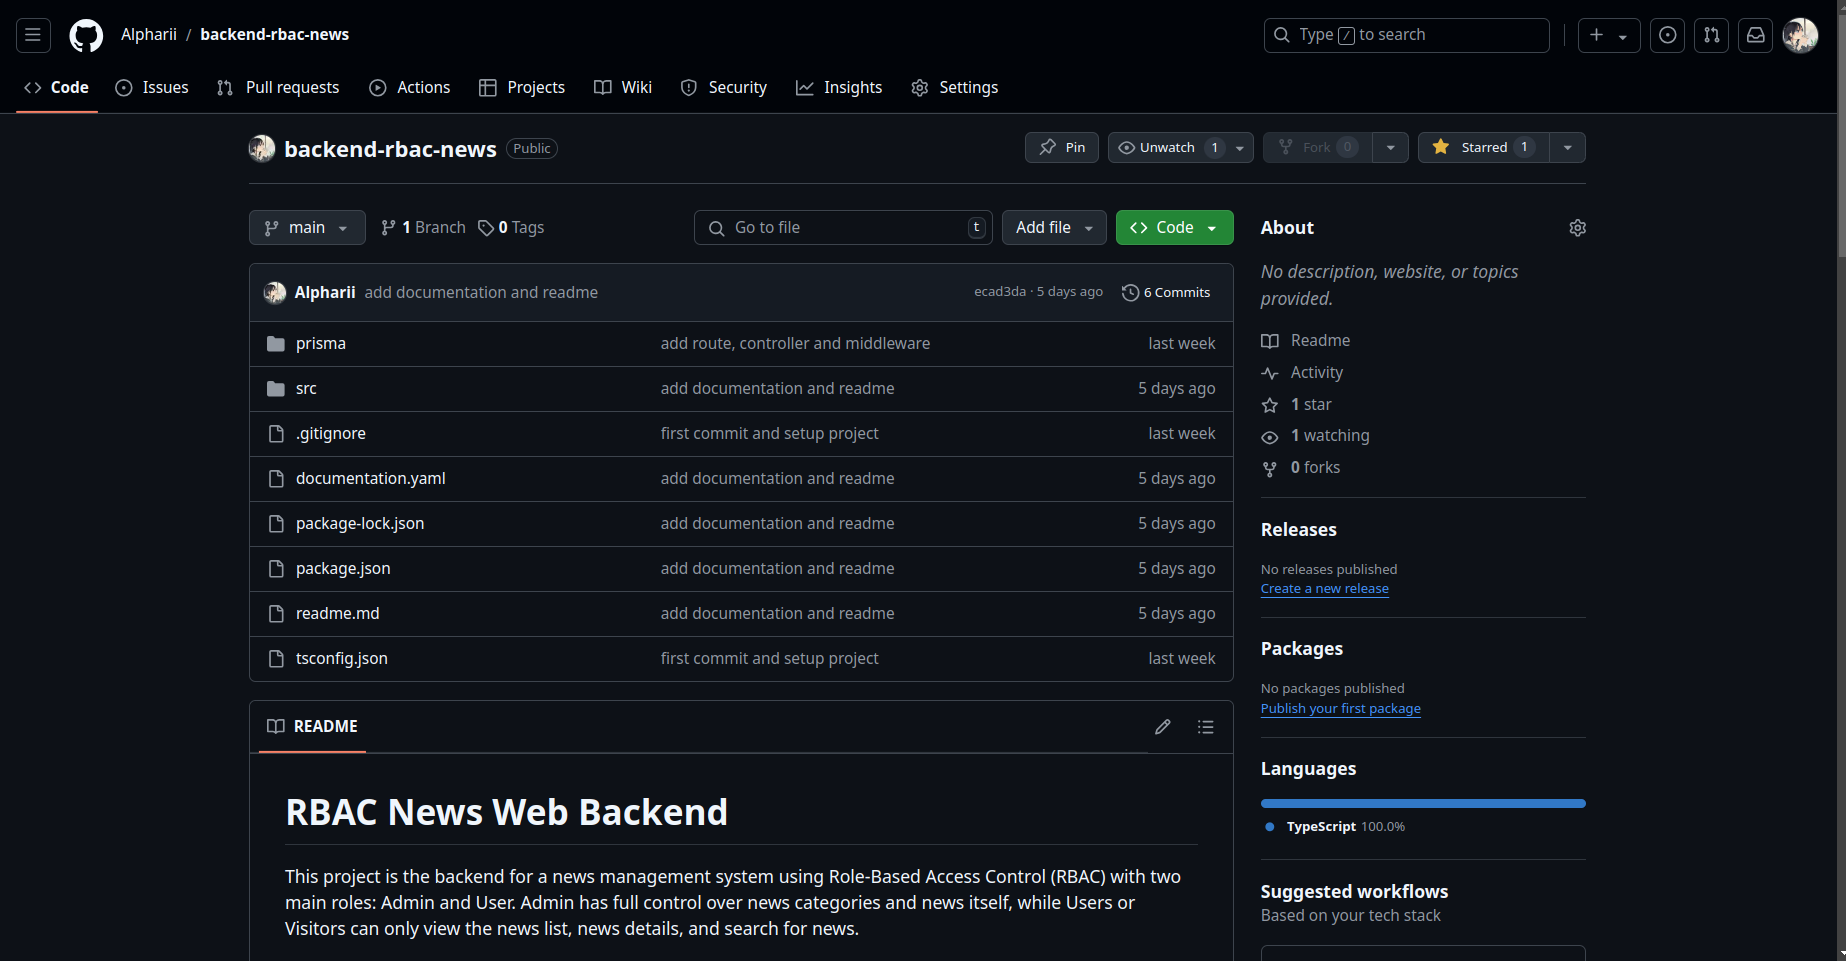 Alpharii / backend-rbac-news
Type / to search
Code Issues Pull requests Actions Projects Wiki Security Insights Settings
backend-rbac-news Public
Pin Unwatch 1 Fork 0 Starred 1
main 1 Branch 0 Tags
Go to file t
Add file Code
Alpharii add documentation and readme ecad3da · 5 days ago 6 Commits
prisma add route, controller and middleware last week
src add documentation and readme 5 days ago
.gitignore first commit and setup project last week
documentation.yaml add documentation and readme 5 days ago
package-lock.json add documentation and readme 5 days ago
package.json add documentation and readme 5 days ago
readme.md add documentation and readme 5 days ago
tsconfig.json first commit and setup project last week
README
RBAC News Web Backend
This project is the backend for a news management system using Role-Based Access Control (RBAC) with two
main roles: Admin and User. Admin has full control over news categories and news itself, while Users or
Visitors can only view the news list, news details, and search for news.
About
No description, website, or topics
provided.
Readme
Activity
1 star
1 watching
0 forks
Releases
No releases published
Create a new release
Packages
No packages published
Publish your first package
Languages
TypeScript 100.0%
Suggested workflows
Based on your tech stack